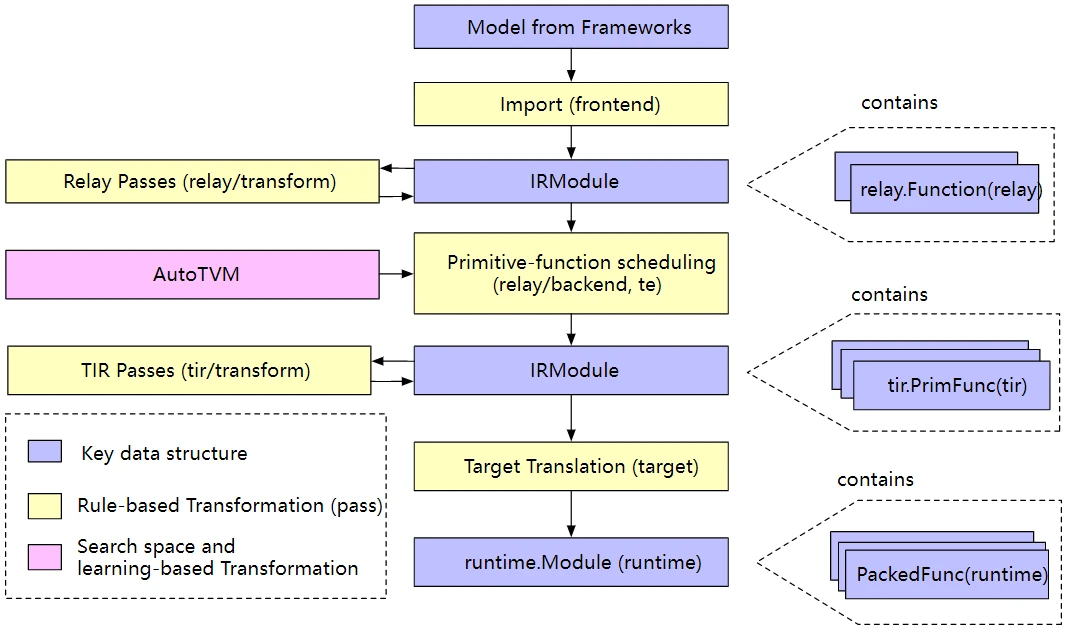 Model from Frameworks
Import (frontend)
contains
Relay Passes (relay/transform)
IRModule
relay.Function(relay)
AutoTVM
Primitive-function scheduling
(relay/backend, te)
contains
TIR Passes (tir/transform)
IRModule
tir.PrimFunc(tir)
Key data structure
Target Translation (target)
contains
Rule-based Transformation (pass)
Search space and
learning-based Transformation
runtime.Module (runtime)
PackedFunc(runtime)